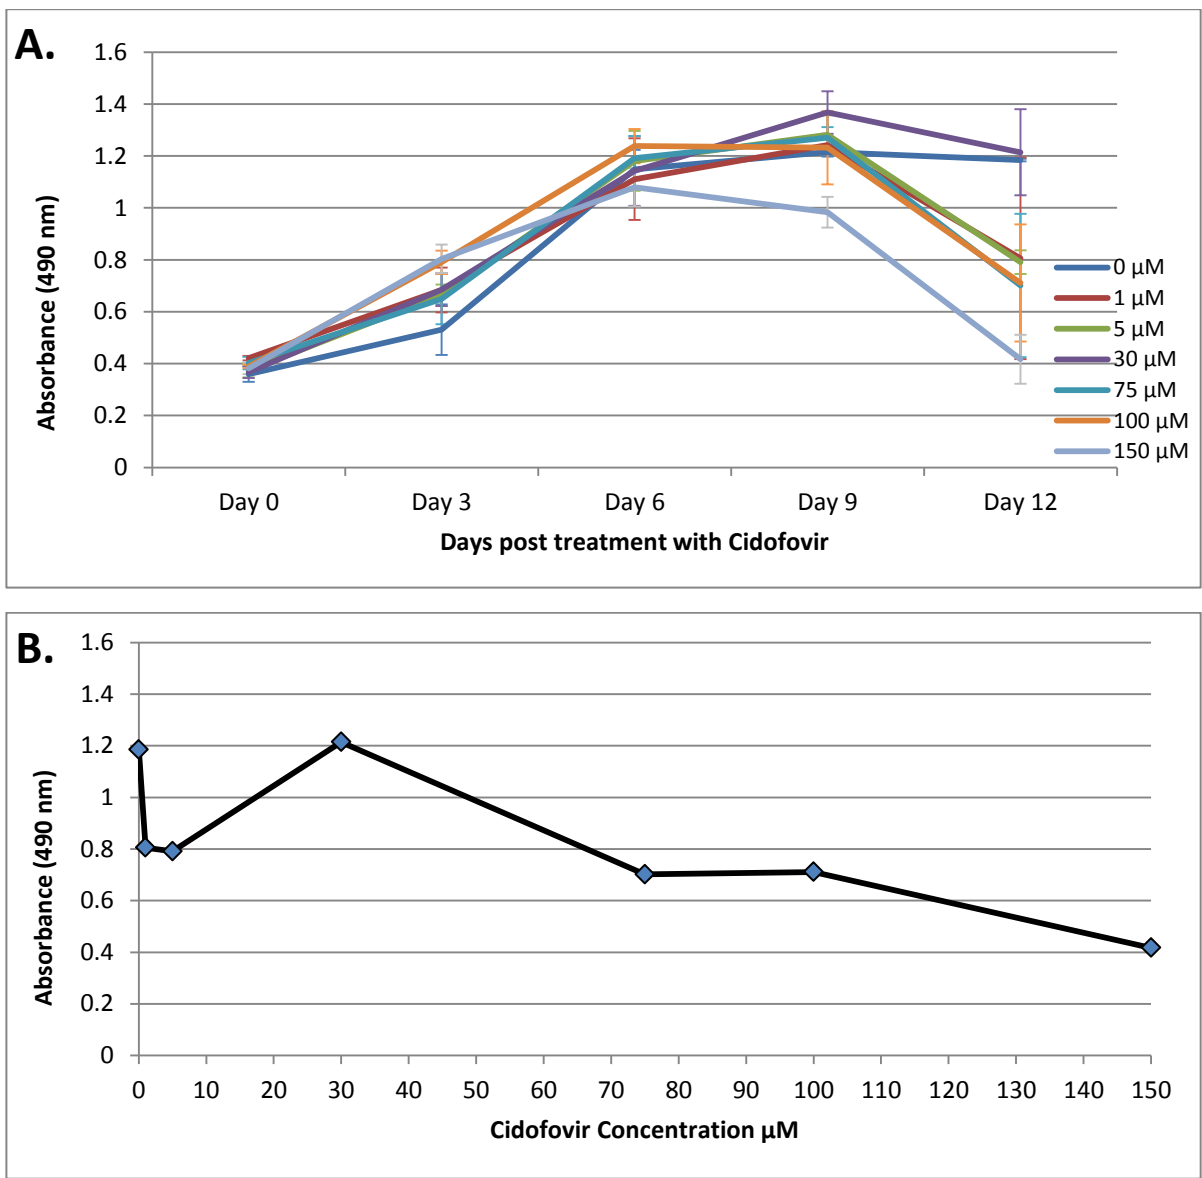 A.
1.6
1.4
1.2
1
0.8
0.6
0.4
0.2
0
Absorbance (490 nm)
Day 0 Day 3 Day 6 Day 9 Day 12
Days post treatment with Cidofovir
0 µM
1 µM
5 µM
30 µM
75 µM
100 µM
150 µM
B.
1.6
1.4
1.2
1
0.8
0.6
0.4
0.2
0
Absorbance (490 nm)
0 10 20 30 40 50 60 70 80 90 100 110 120 130 140 150
Cidofovir Concentration µM